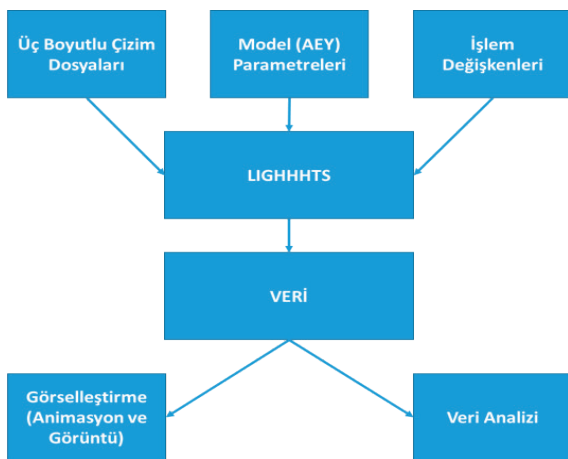 Üç Boyutlu Çizim
Dosyaları
Model (AEY)
Parametreleri
İşlem
Değişkenleri
LIGHHHTS
VERİ
Görselleştirme
(Animasyon ve
Görüntü)
Veri Analizi